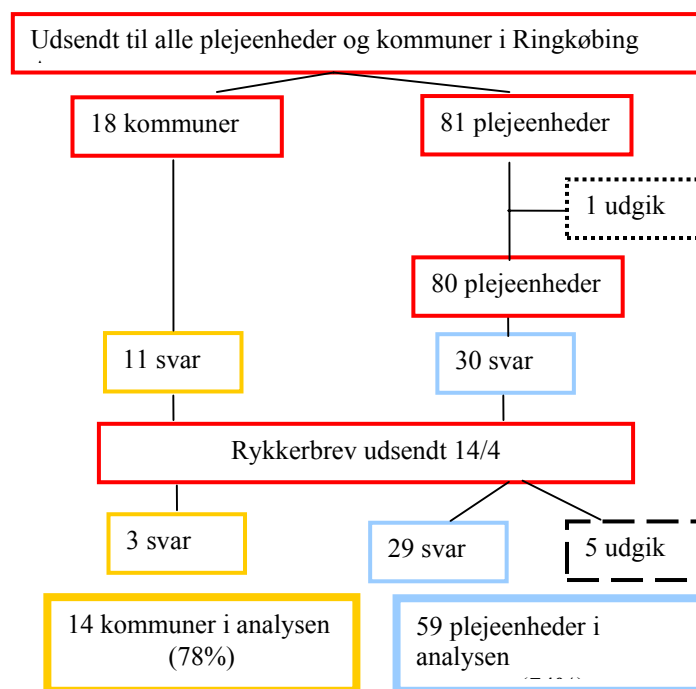 Udsendt til alle plejeenheder og kommuner i Ringkøbing
18 kommuner
81 plejeenheder
1 udgik
80 plejeenheder
11 svar
30 svar
Rykkerbrev udsendt 14/4
3 svar
29 svar
5 udgik
14 kommuner i analysen
(78%)
59 plejeenheder i
analysen